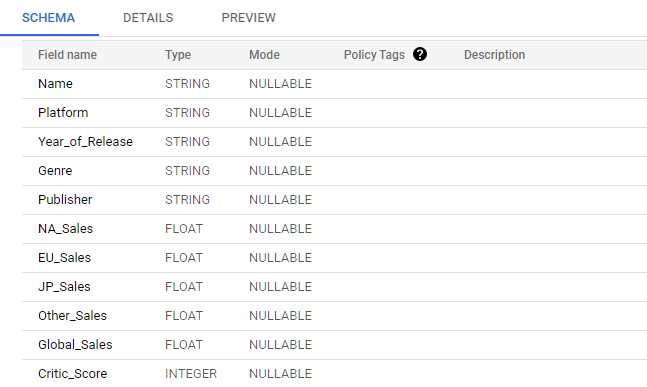 SCHEMA DETAILS PREVIEW
Field name Type Mode Policy Tags ? Description
Name STRING NULLABLE
Platform STRING NULLABLE
Year_of_Release STRING NULLABLE
Genre STRING NULLABLE
Publisher STRING NULLABLE
NA_Sales FLOAT NULLABLE
EU_Sales FLOAT NULLABLE
JP_Sales FLOAT NULLABLE
Other_Sales FLOAT NULLABLE
Global_Sales FLOAT NULLABLE
Critic_Score INTEGER NULLABLE